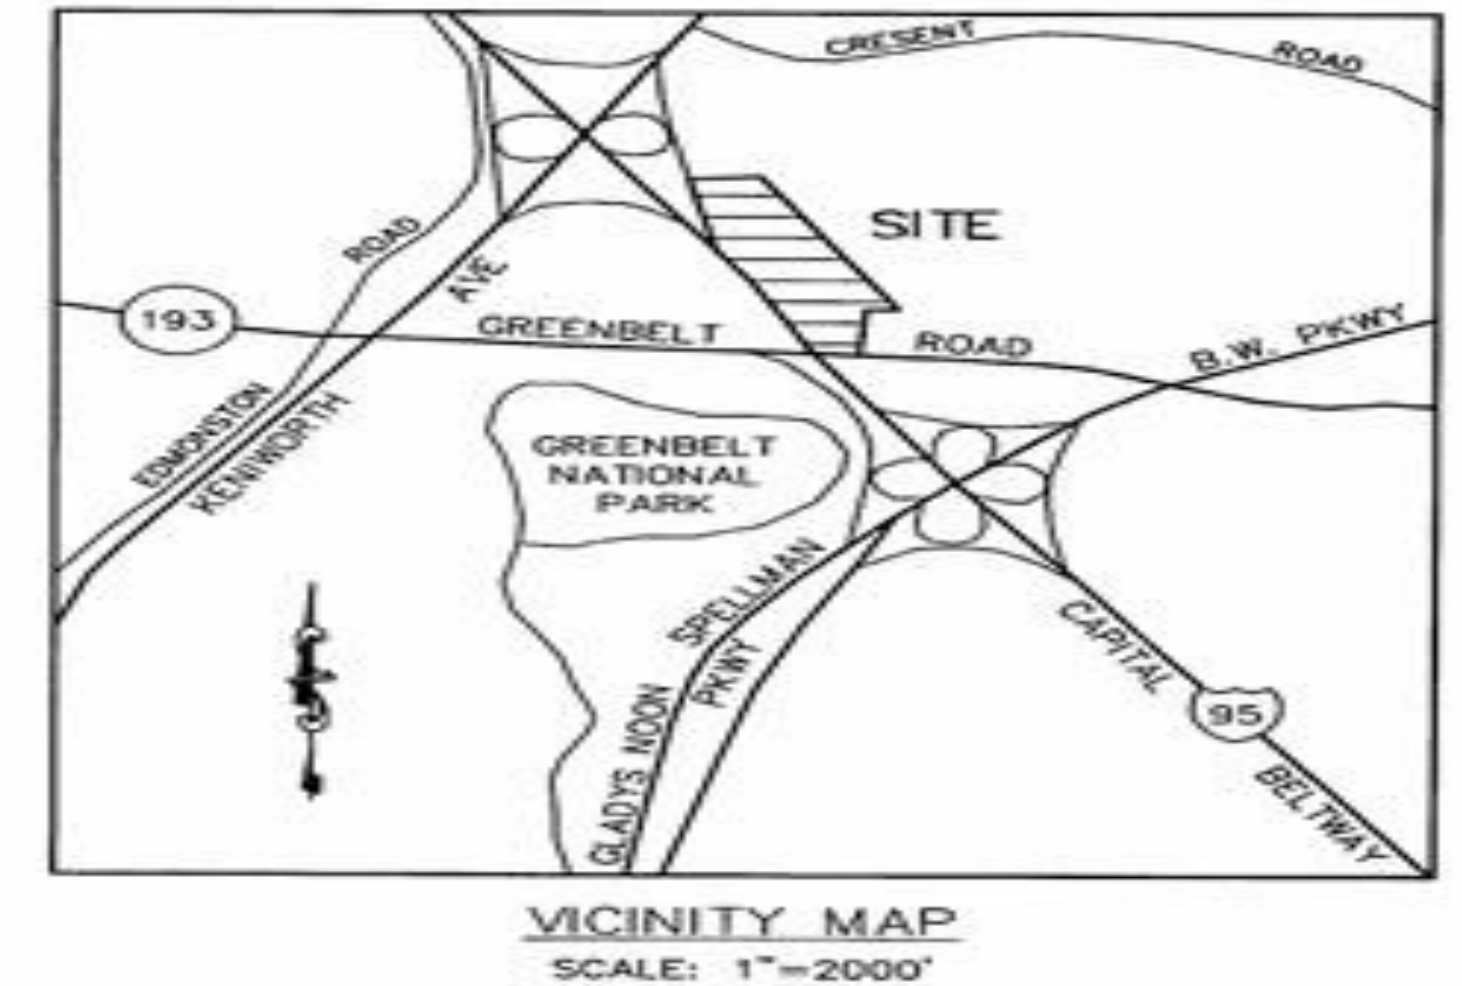 CRESENT ROAD
SITE
ROAD
AVE
193
GREENBELT ROAD
B.W. PKWY
EDMONSTON
KENIWORTH
GREENBELT
NATIONAL
PARK
GLADYS NOON SPELLMAN
PKWY
CAPITAL
95
BELTWAY
VICINITY MAP
SCALE: 1"=2000'